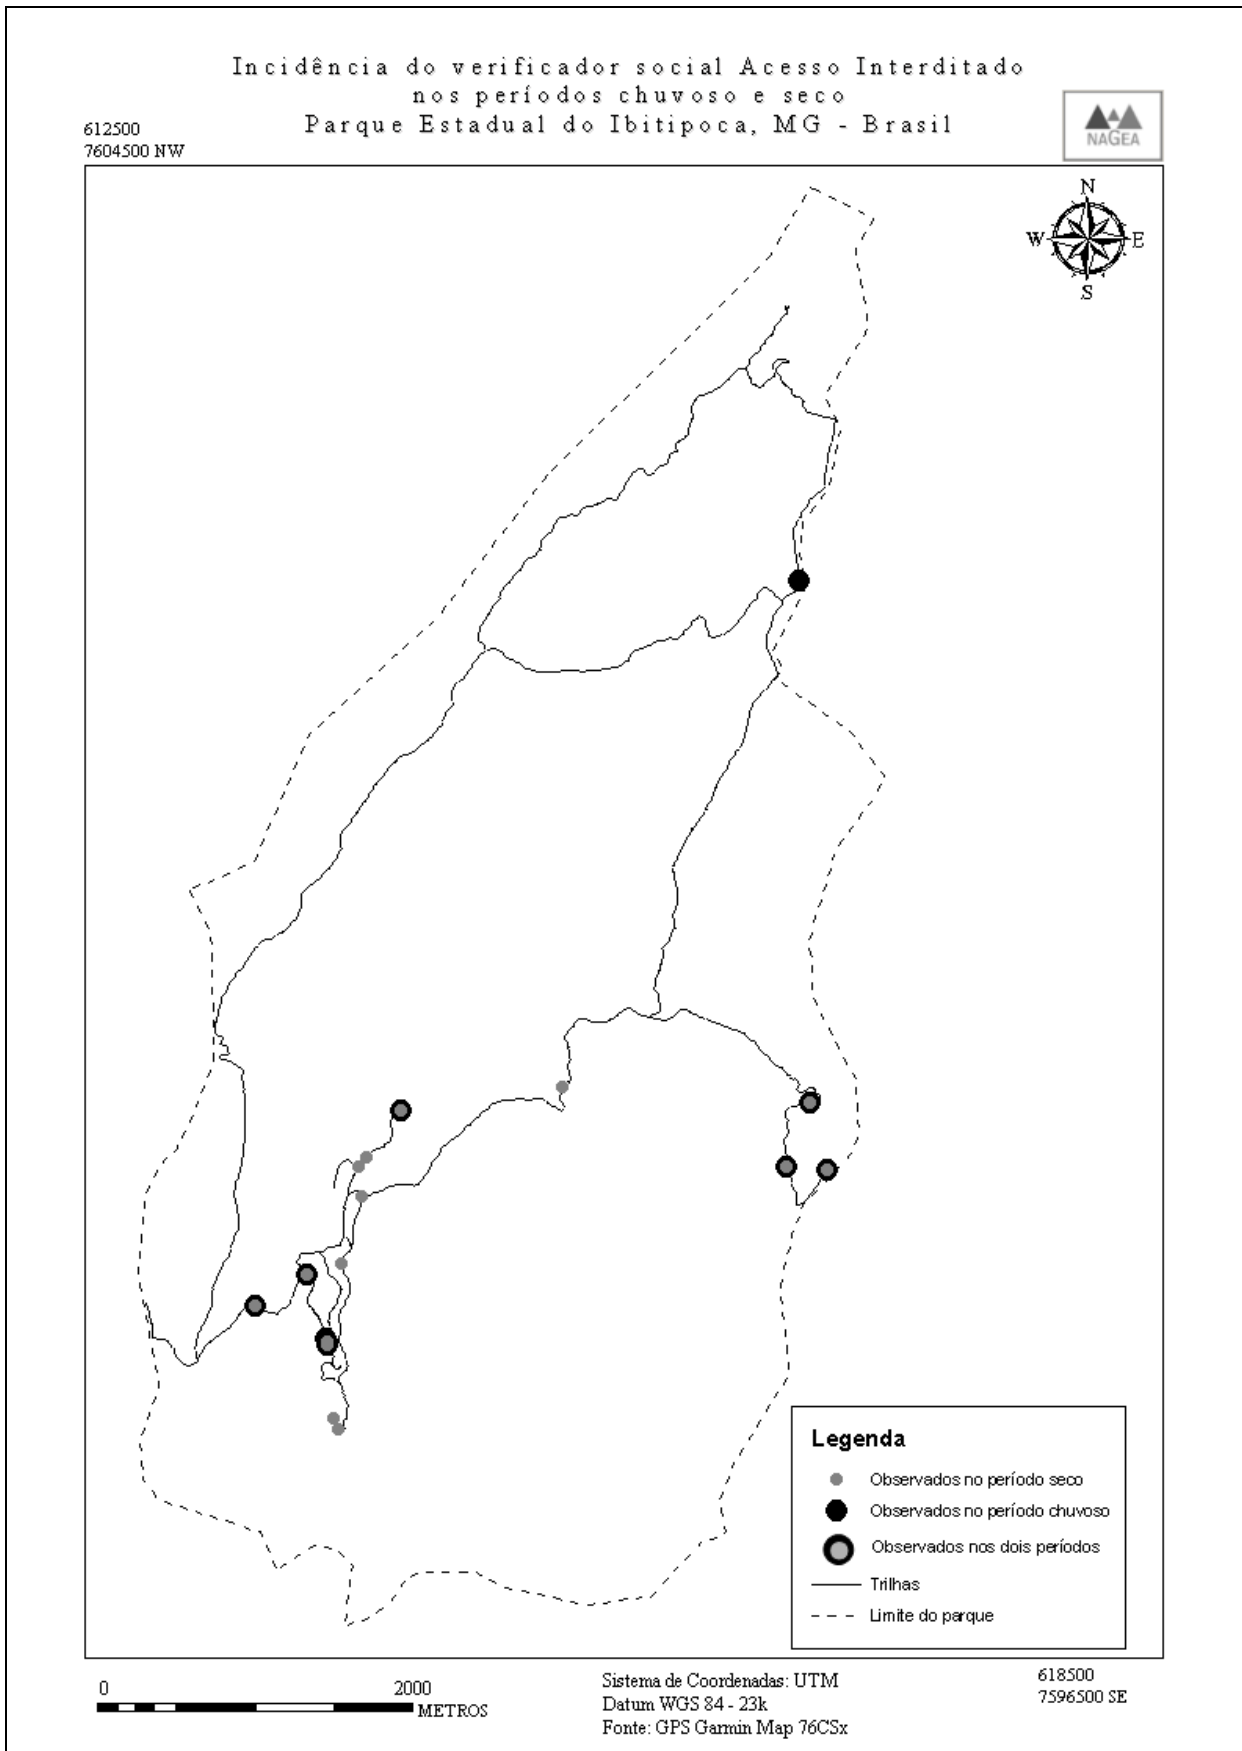 Incidência do verificador social Acesso Interditado
nos períodos chuvoso e seco
Parque Estadual do Ibitipoca, MG - Brasil
612500
7604500 NW
NAGEA
N
W
E
S
Legenda
Observados no período seco
Observados no período chuvoso
Observados nos dois períodos
Trilhas
Limite do parque
0
2000
METROS
Sistema de Coordenadas: UTM
Datum WGS 84 - 23k
Fonte: GPS Garmin Map 76CSx
618500
7596500 SE